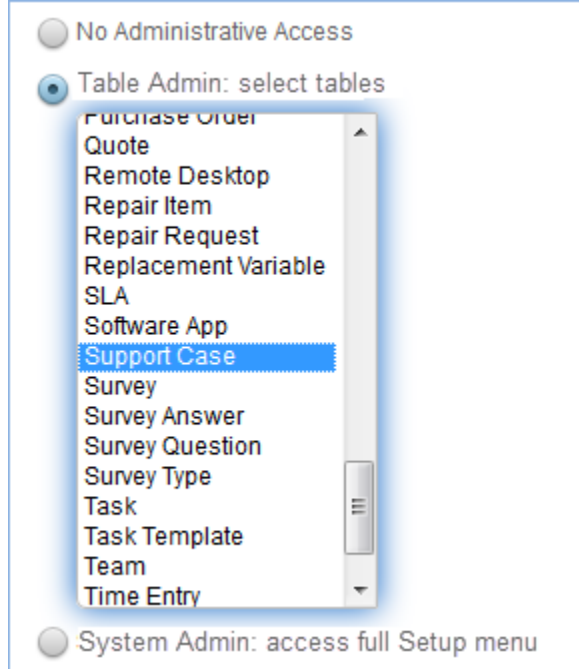 No Administrative Access
Table Admin: select tables
Purchase Order
Quote
Remote Desktop
Repair Item
Repair Request
Replacement Variable
SLA
Software App
Support Case
Survey
Survey Answer
Survey Question
Survey Type
Task
Task Template
Team
Time Entry
System Admin: access full Setup menu